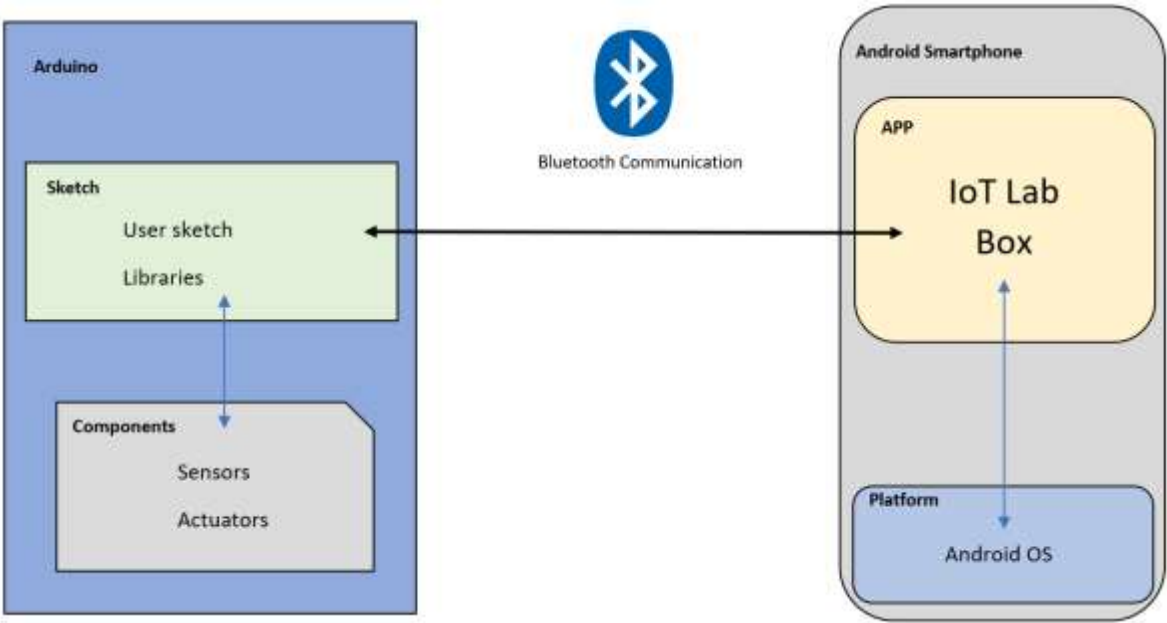 Arduino
Sketch
User sketch
Libraries
Components
Sensors
Actuators
Bluetooth Communication
Android Smartphone
APP
IoT Lab
Box
Platform
Android OS